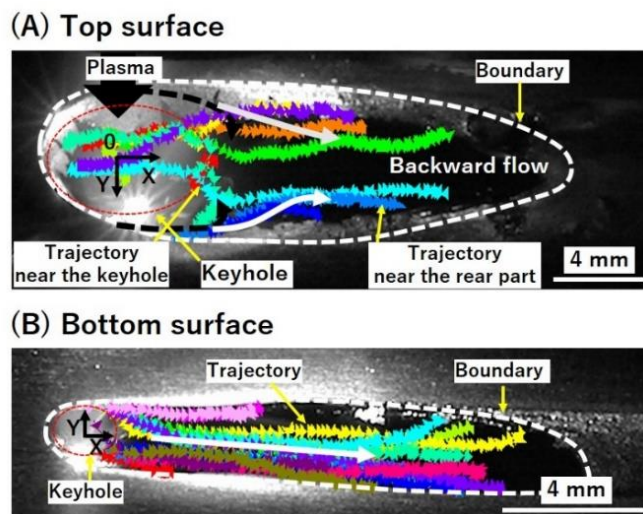 (A) Top surface
Plasma
Boundary
0
X
Y
Backward flow
Trajectory
near the keyhole
Keyhole
Trajectory
near the rear part
4 mm
(B) Bottom surface
Trajectory
Boundary
Y
X
Keyhole
4 mm